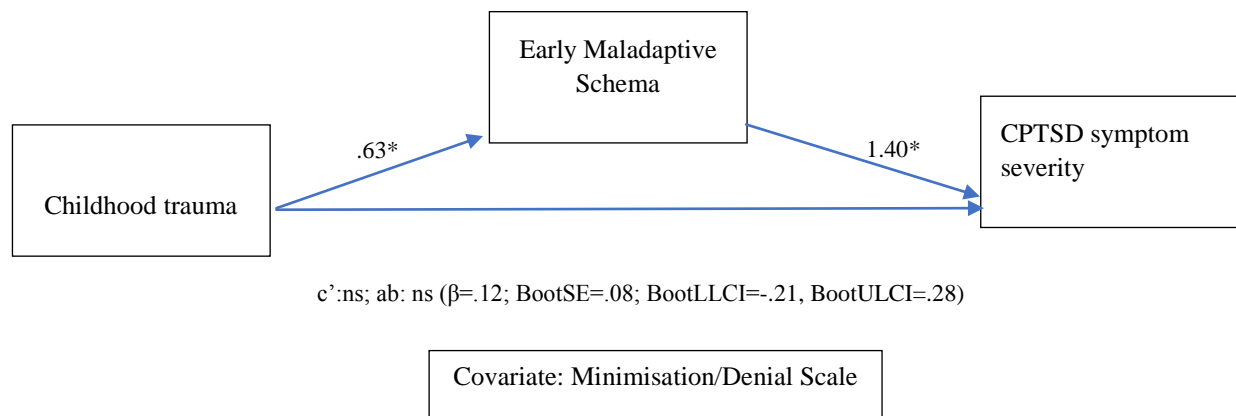 Early Maladaptive
Schema
CPTSD symptom
severity
.63*
1.40*
Childhood trauma
c’:ns; ab: ns (β=.12; BootSE=.08; BootLLCI=-.21, BootULCI=.28)
Covariate: Minimisation/Denial Scale